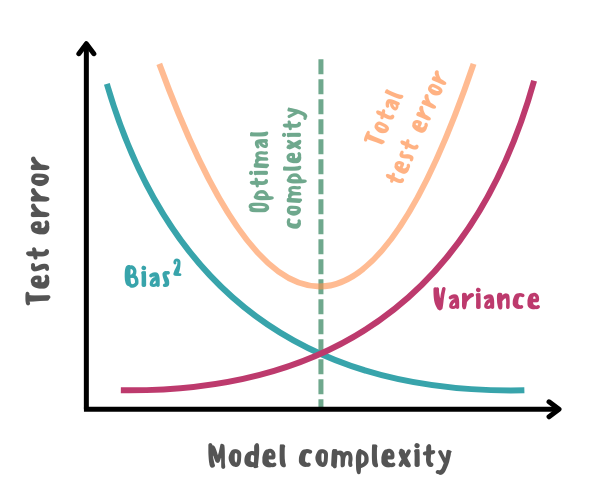 Optimal
complexity
Total
test error
Test error
Bias²
Variance
Model complexity